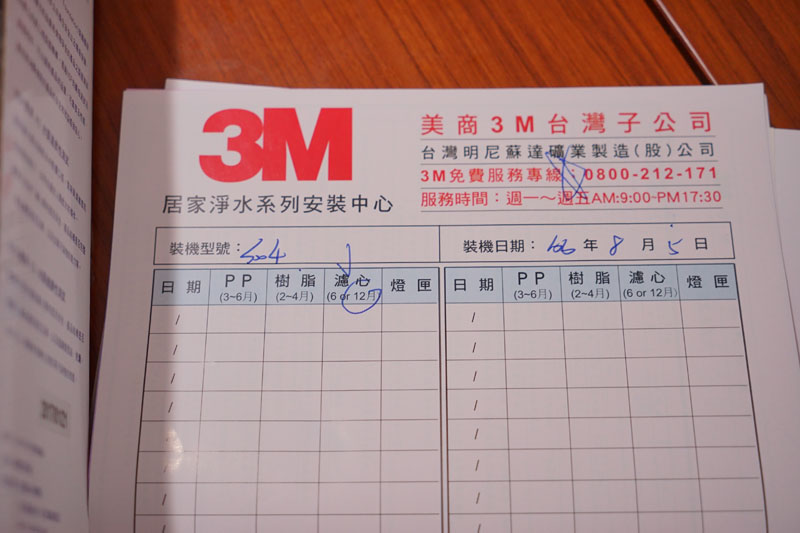 3M
居家淨水系列安裝中心
美商3M台灣子公司
台灣明尼蘇達礦業製造(股)公司
3M免費服務專線:0800-212-171
服務時間：週一～週五AM:9:00~PM17:30
裝機型號：S004
裝機日期：106年8月5日
日期 PP 樹脂 濾心 燈匣 日期 PP 樹脂 濾心 燈匣
(3~6月) (2~4月) (6 or 12月) (3~6月) (2~4月) (6 or 12月)
/ /
/ /
/ /
/ /
/ /
/ /
/ /
/ /